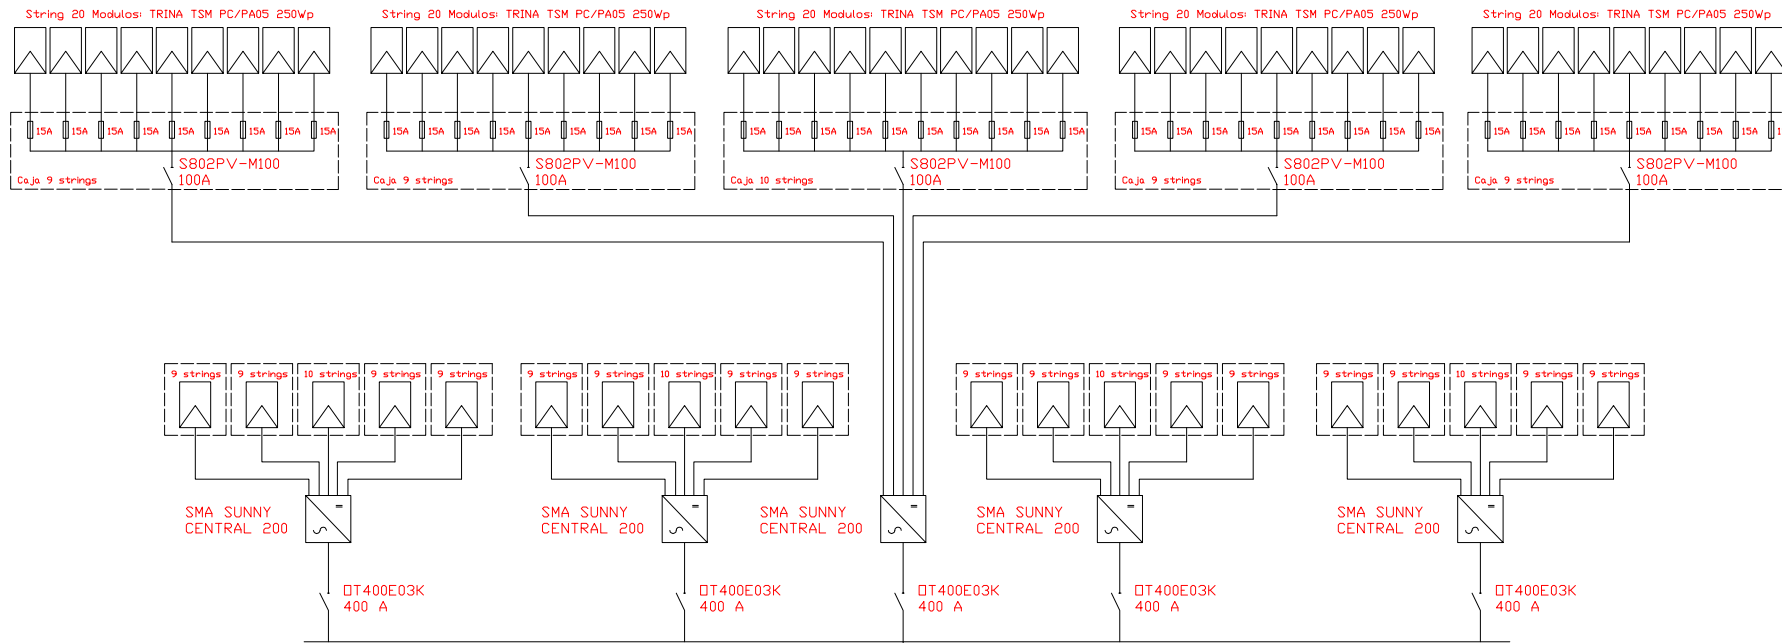 String 20 Modulos: TRINA TSM PC/PA05 250Wp
String 20 Modulos: TRINA TSM PC/PA05 250Wp
String 20 Modulos: TRINA TSM PC/PA05 250Wp
String 20 Modulos: TRINA TSM PC/PA05 250Wp
String 20 Modulos: TRINA TSM PC/PA05 250Wp
15A 15A 15A 15A 15A 15A 15A 15A 15A
15A 15A 15A 15A 15A 15A 15A 15A 15A
15A 15A 15A 15A 15A 15A 15A 15A 15A 15A
15A 15A 15A 15A 15A 15A 15A 15A 15A
15A 15A 15A 15A 15A 15A 15A 15A 1
S802PV-M100
100A
Caja 9 strings
S802PV-M100
100A
Caja 9 strings
S802PV-M100
100A
Caja 10 strings
S802PV-M100
100A
Caja 9 strings
S802PV-M100
100A
Caja 9 strings
9 strings 9 strings 10 strings 9 strings 9 strings
9 strings 9 strings 10 strings 9 strings 9 strings
9 strings 9 strings 10 strings 9 strings 9 strings
9 strings 9 strings 10 strings 9 strings 9 strings
SMA SUNNY
CENTRAL 200
SMA SUNNY
CENTRAL 200
SMA SUNNY
CENTRAL 200
SMA SUNNY
CENTRAL 200
SMA SUNNY
CENTRAL 200
OT400E03K
400 A
OT400E03K
400 A
OT400E03K
400 A
OT400E03K
400 A
OT400E03K
400 A